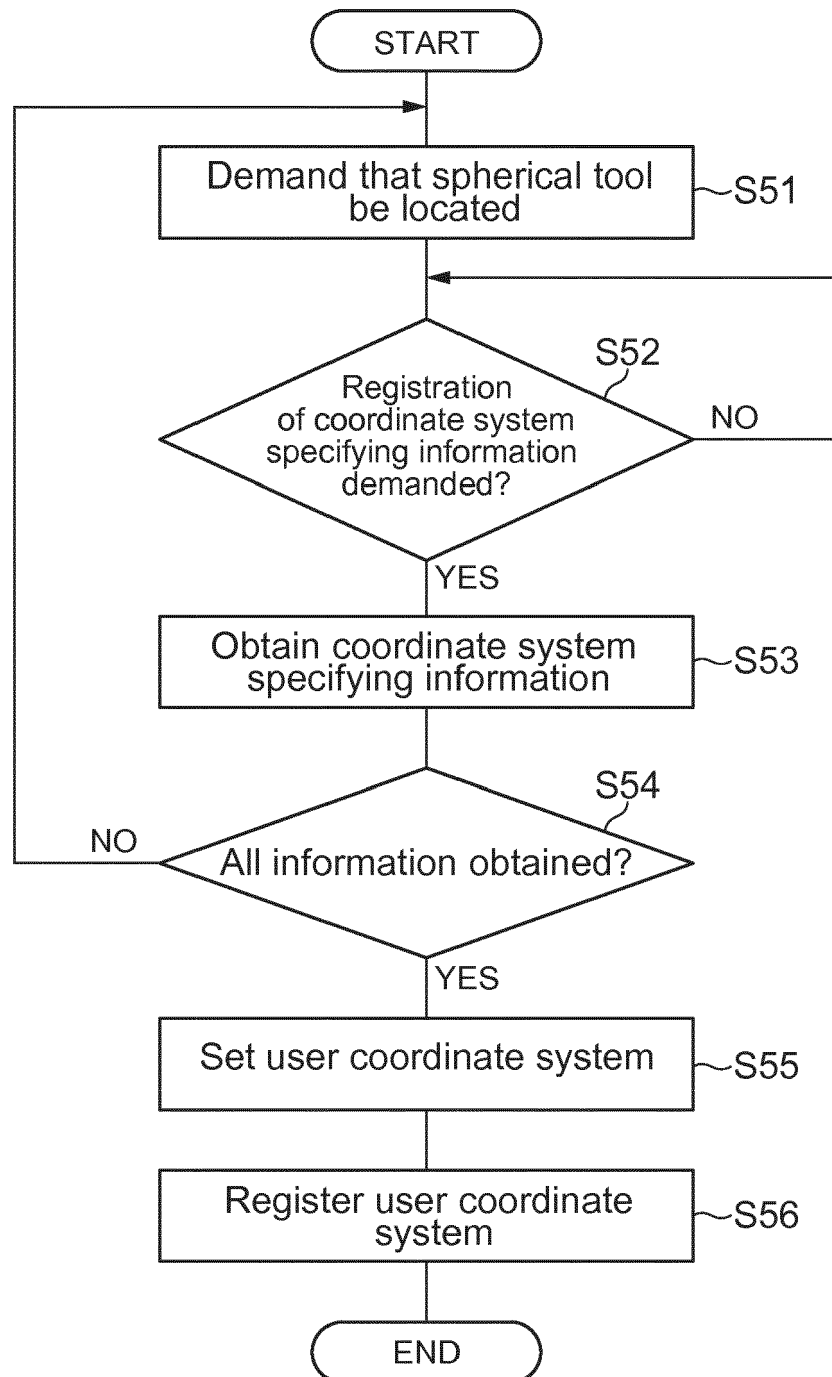 START
Demand that spherical tool
be located
S51
S52
Registration
of coordinate system
specifying information
demanded?
NO
YES
Obtain coordinate system
specifying information
S53
S54
NO
All information obtained?
YES
Set user coordinate system
S55
Register user coordinate
system
S56
END